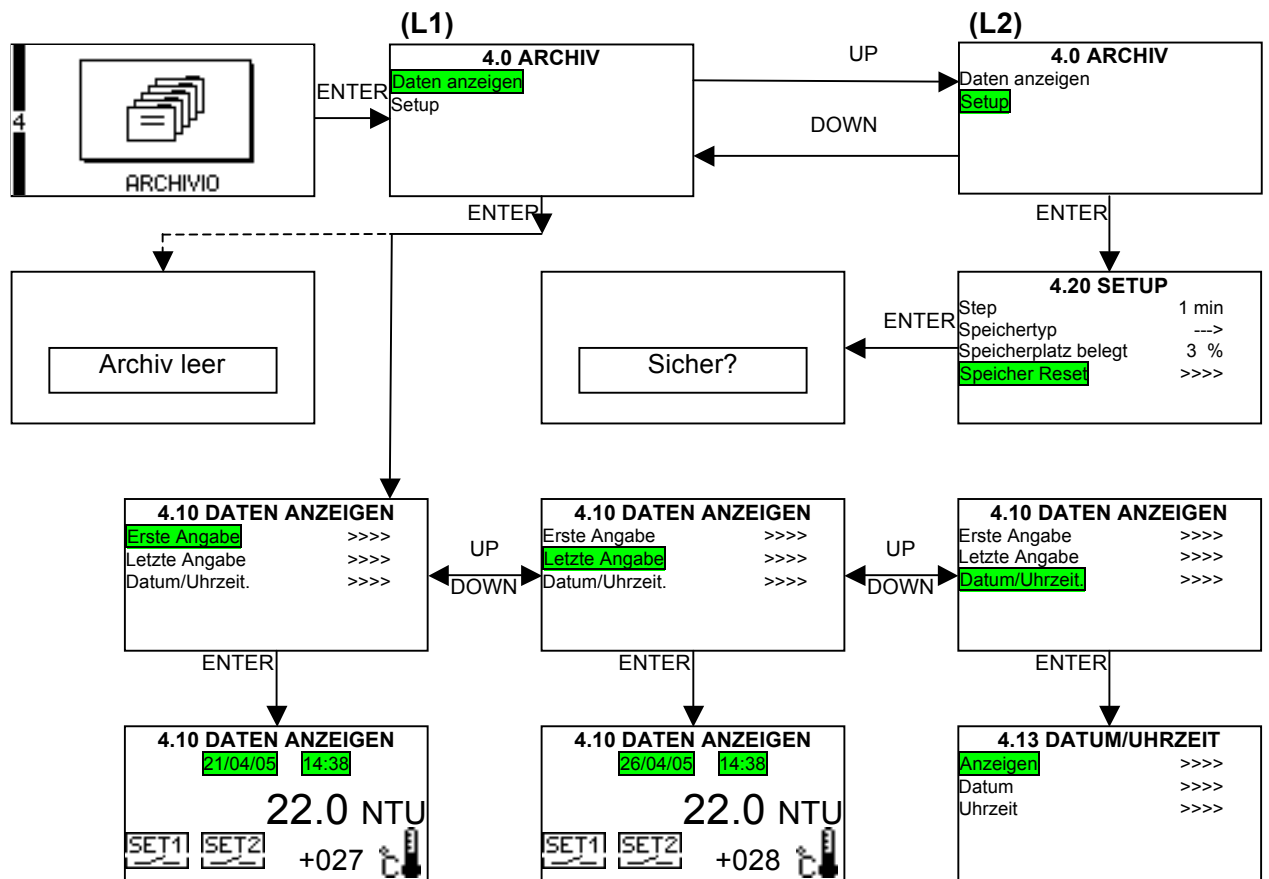 (L1)
(L2)
4
ARCHIVIO
ENTER
4.0 ARCHIV
Daten anzeigen
Setup
UP
DOWN
4.0 ARCHIV
Daten anzeigen
Setup
ENTER
ENTER
Archiv leer
Sicher?
ENTER
4.20 SETUP
Step 1 min
Speichertyp --->
Speicherplatz belegt 3 %
Speicher Reset >>>>
4.10 DATEN ANZEIGEN
Erste Angabe >>>>
Letzte Angabe >>>>
Datum/Uhrzeit. >>>>
UP
DOWN
4.10 DATEN ANZEIGEN
Erste Angabe >>>>
Letzte Angabe >>>>
Datum/Uhrzeit. >>>>
UP
DOWN
4.10 DATEN ANZEIGEN
Erste Angabe >>>>
Letzte Angabe >>>>
Datum/Uhrzeit. >>>>
ENTER
ENTER
ENTER
4.10 DATEN ANZEIGEN
21/04/05 14:38
22.0 NTU
SET1 SET2 +027 °C
4.10 DATEN ANZEIGEN
26/04/05 14:38
22.0 NTU
SET1 SET2 +028 °C
4.13 DATUM/UHRZEIT
Anzeigen >>>>
Datum >>>>
Uhrzeit >>>>